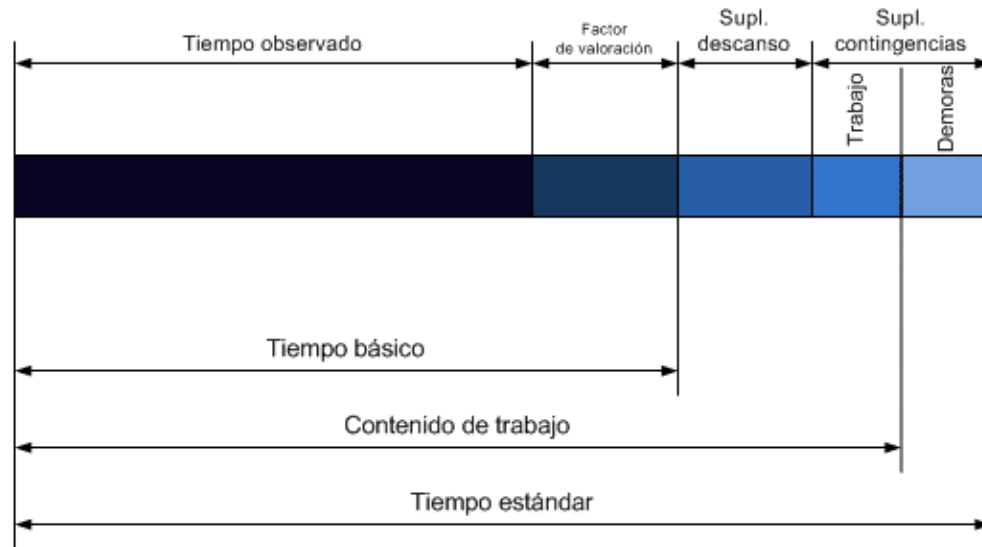 Tiempo observado
Factor
de valoración
Supl.
descanso
Supl.
contingencias
Trabajo
Demoras
Tiempo básico
Contenido de trabajo
Tiempo estándar